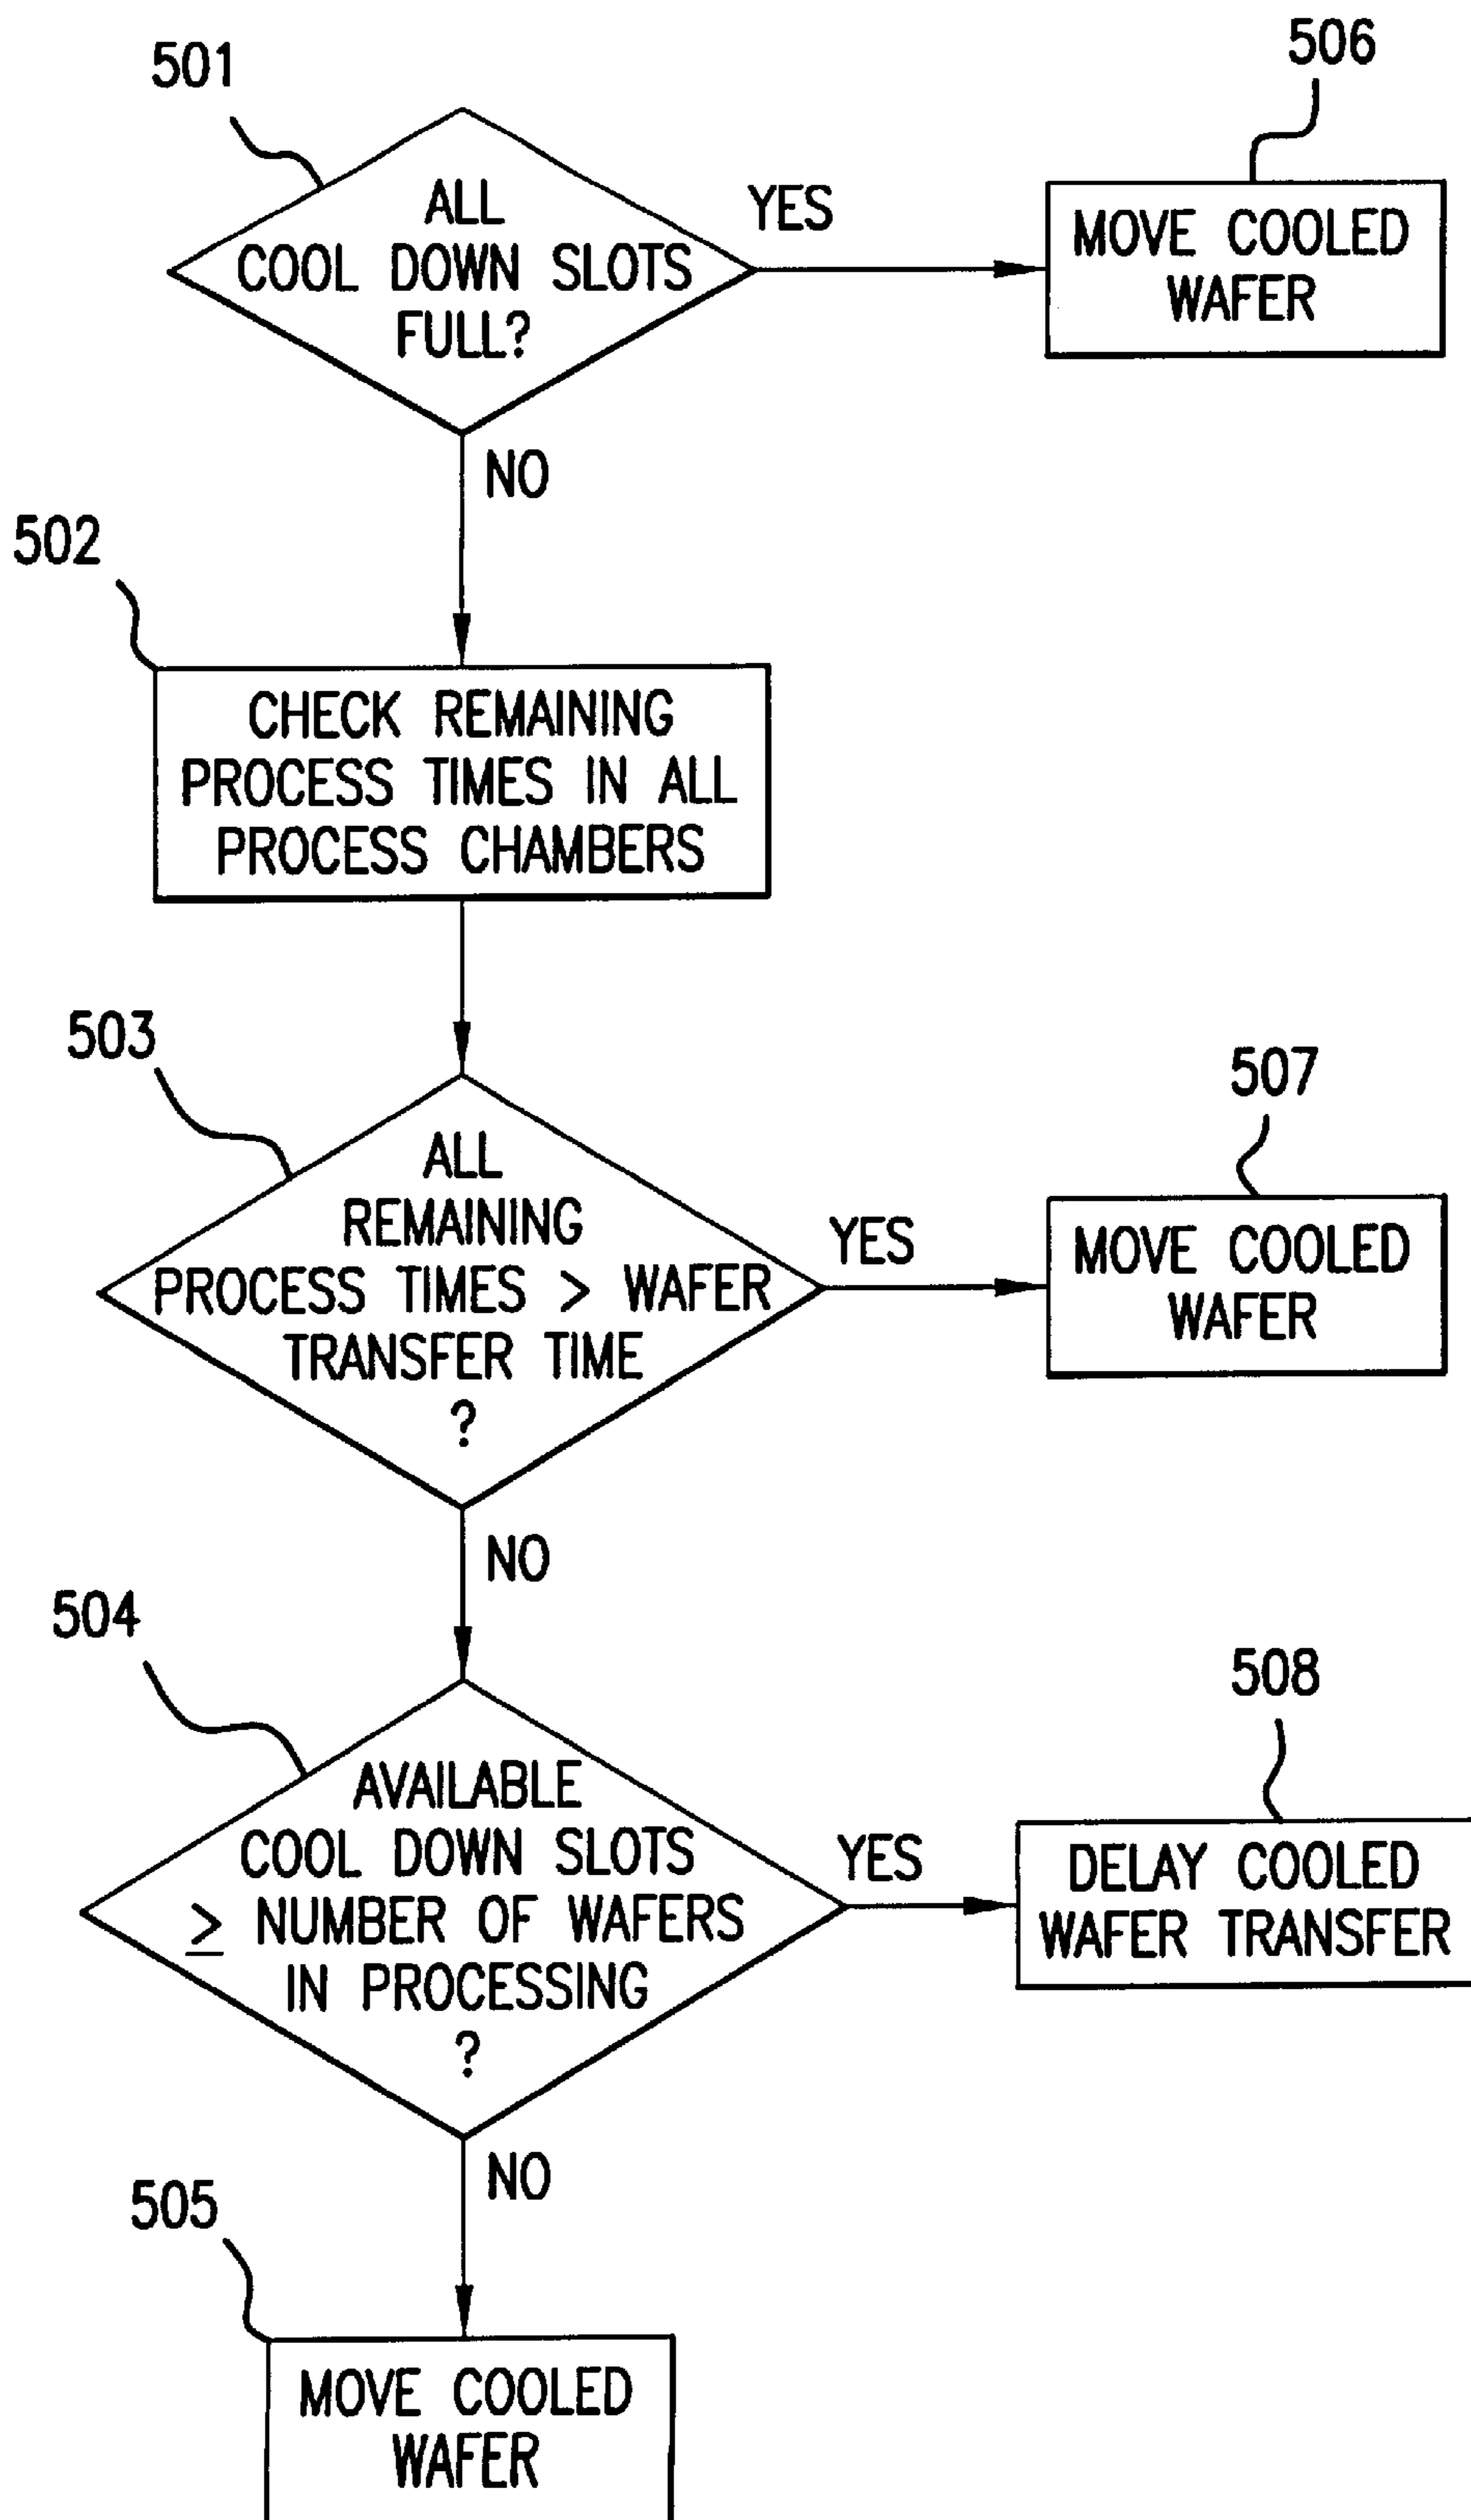 501
ALL
COOL DOWN SLOTS
FULL?
YES
506
MOVE COOLED
WAFER
NO
502
CHECK REMAINING
PROCESS TIMES IN ALL
PROCESS CHAMBERS
503
ALL
REMAINING
PROCESS TIMES > WAFER
TRANSFER TIME
?
YES
507
MOVE COOLED
WAFER
NO
504
AVAILABLE
COOL DOWN SLOTS
≥ NUMBER OF WAFERS
IN PROCESSING
?
YES
508
DELAY COOLED
WAFER TRANSFER
NO
505
MOVE COOLED
WAFER